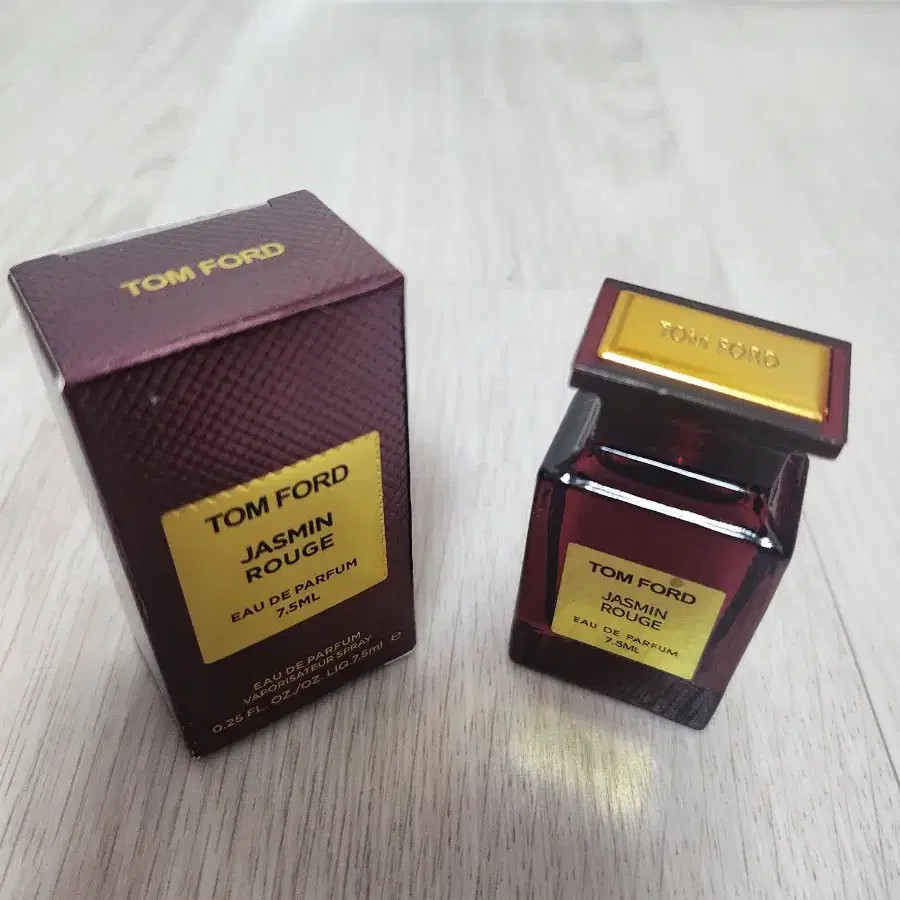 TOM FORD
TOM FORD
JASMIN
ROUGE
EAU DE PARFUM
7.5ML
EAU DE PARFUM
VAPORISATEUR SPRAY
0.25 FL. OZ./OZ. LIQ.7.5ml e
TOM FORD
TOM FORD
JASMIN
ROUGE
EAU DE PARFUM
7.5ML